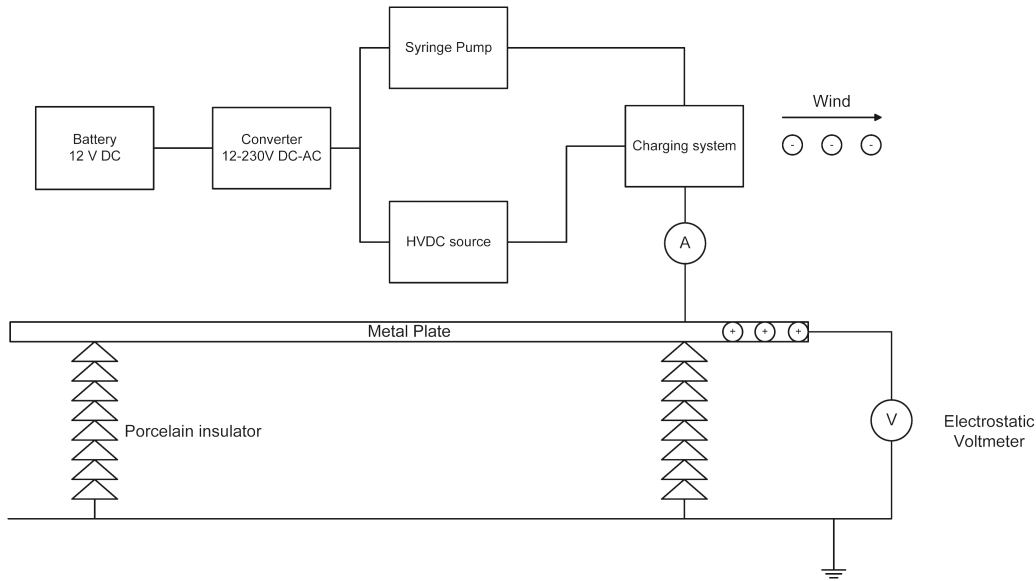 Syringe Pump
Battery
12 V DC
Converter
12-230V DC-AC
Charging system
Wind
- - -
HVDC source
A
Metal Plate
+ + +
Porcelain insulator
V
Electrostatic
Voltmeter